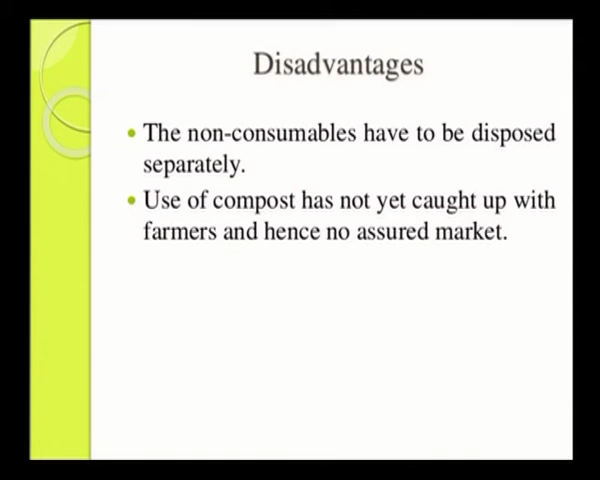 Disadvantages
• The non-consumables have to be disposed
separately.
• Use of compost has not yet caught up with
farmers and hence no assured market.